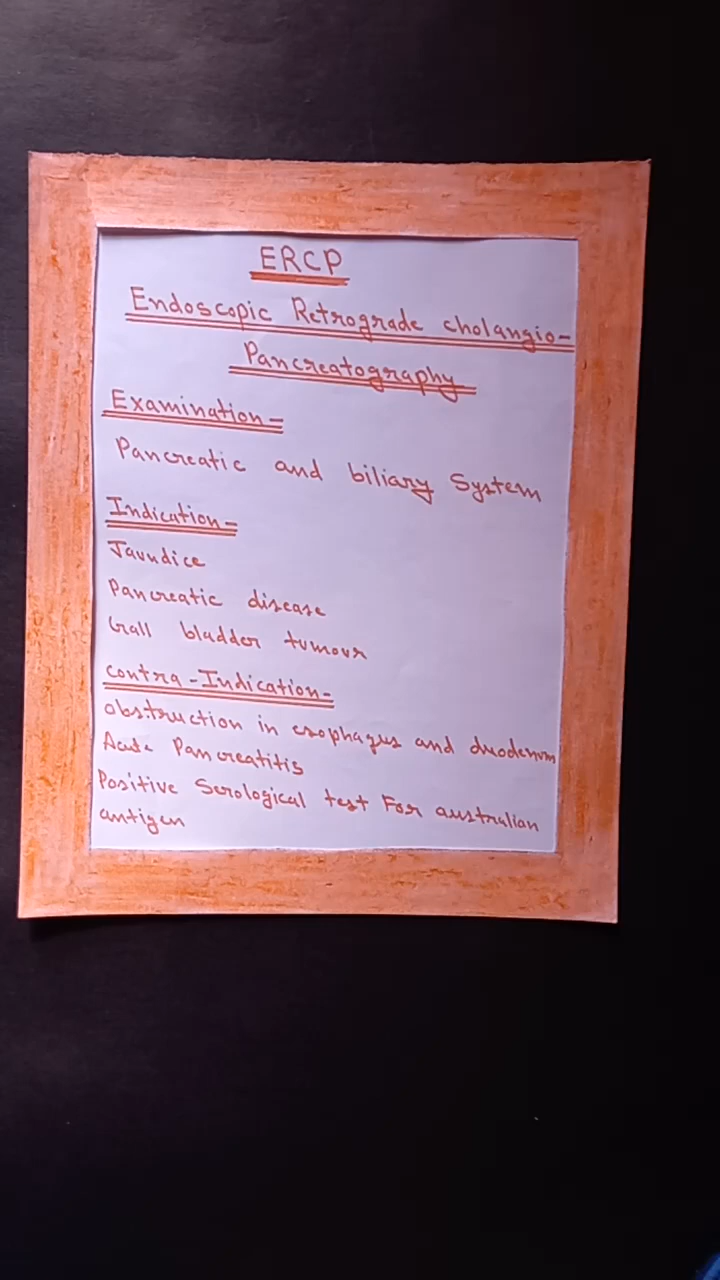 ERCP
Endoscopic Retrograde cholangio-
Pancreatography
Examination-
Pancreatic and biliary System
Indication-
Jaundice
Pancreatic disease
Gall bladder tumour
Contra-Indication-
obstruction in esophagus and duodenum
Acute Pancreatitis
Positive Serological test For australian
antigen